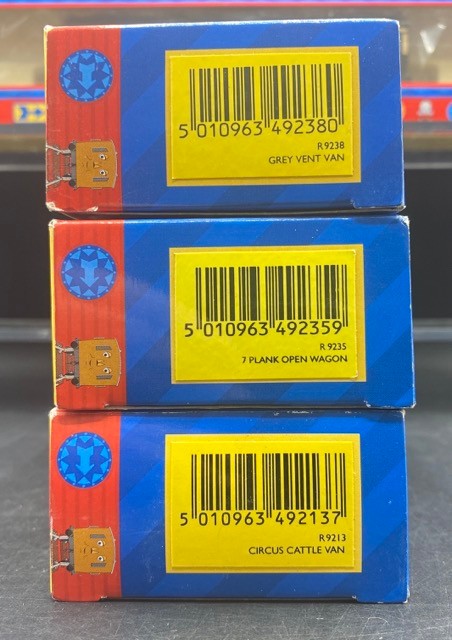 5 010963 492380
R9238
GREY VENT VAN
5 010963 492359
R9235
7 PLANK OPEN WAGON
5 010963 492137
R9213
CIRCUS CATTLE VAN